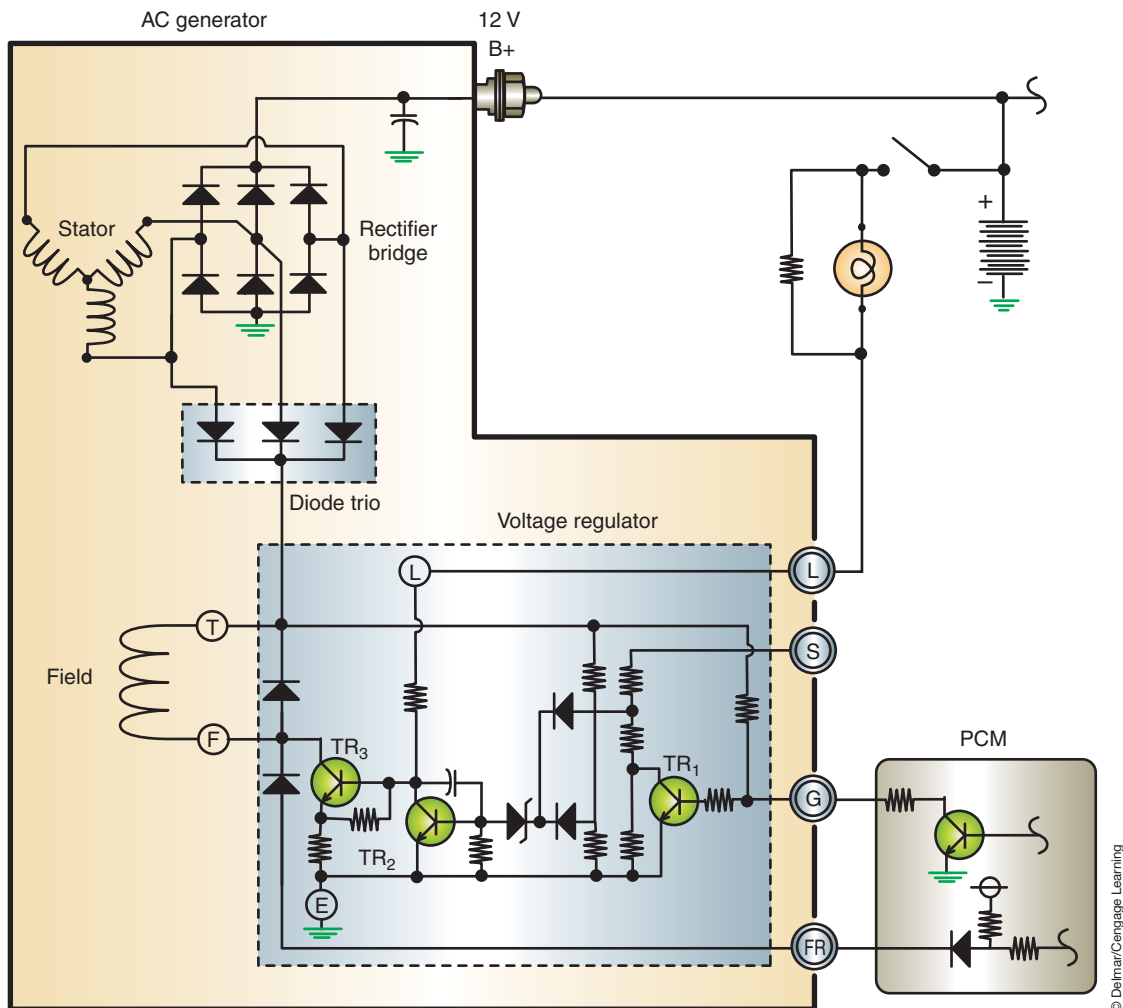 AC generator
12 V
B+
Stator
Rectifier
bridge
+
−
Diode trio
Voltage regulator
L
L
T
S
Field
F
TR3
TR1
PCM
G
TR2
E
FR
© Delmar/Cengage Learning